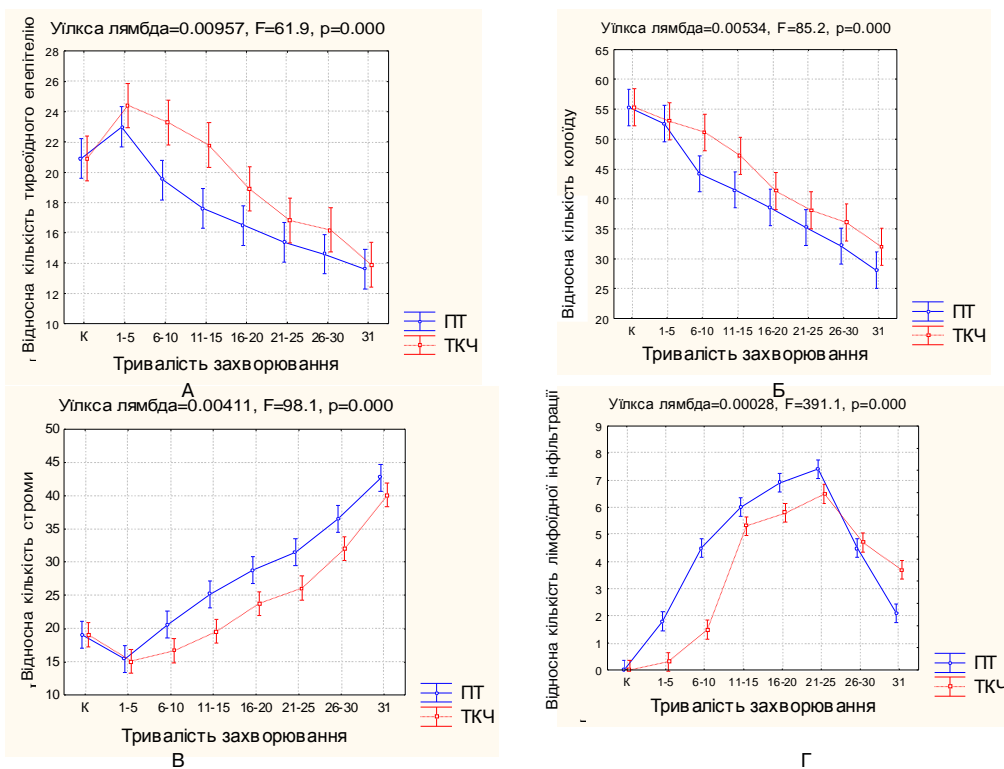 Уїлкса лямбда=0.00957, F=61.9, p=0.000
Відносна кількість тиреоїдного епепітелію
28
26
24
22
20
18
16
14
12
10
К 1-5 6-10 11-15 16-20 21-25 26-30 31
Тривалість захворювання
ПТ
ТКЧ
А
Уїлкса лямбда=0.00534, F=85.2, p=0.000
Відносна кількість колоїду
65
60
55
50
45
40
35
30
25
20
К 1-5 6-10 11-15 16-20 21-25 26-30 31
Тривалість захворювання
ПТ
ТКЧ
Б
Уїлкса лямбда=0.00411, F=98.1, p=0.000
Відносна кількість строми
50
45
40
35
30
25
20
15
10
К 1-5 6-10 11-15 16-20 21-25 26-30 31
Тривалість захворювання
ПТ
ТКЧ
В
Уїлкса лямбда=0.00028, F=391.1, p=0.000
Відносна кількість лімфоїдної інфільтрації
9
8
7
6
5
4
3
2
1
0
К 1-5 6-10 11-15 16-20 21-25 26-30 31
Тривалість захворювання
ПТ
ТКЧ
Г